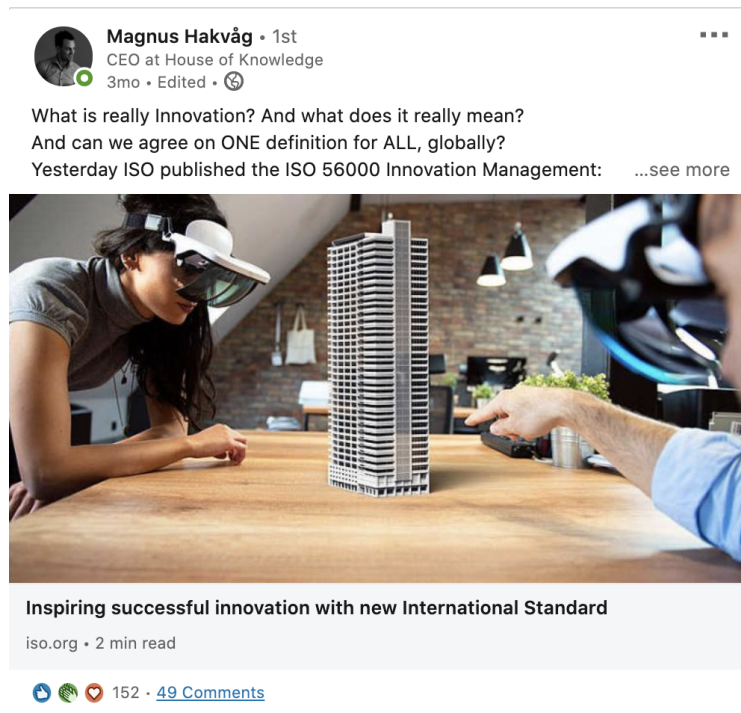 Magnus Hakvåg • 1st
CEO at House of Knowledge
3mo • Edited •
What is really Innovation? And what does it really mean?
And can we agree on ONE definition for ALL, globally?
Yesterday ISO published the ISO 56000 Innovation Management: ...see more
Inspiring successful innovation with new International Standard
iso.org • 2 min read
152 · 49 Comments